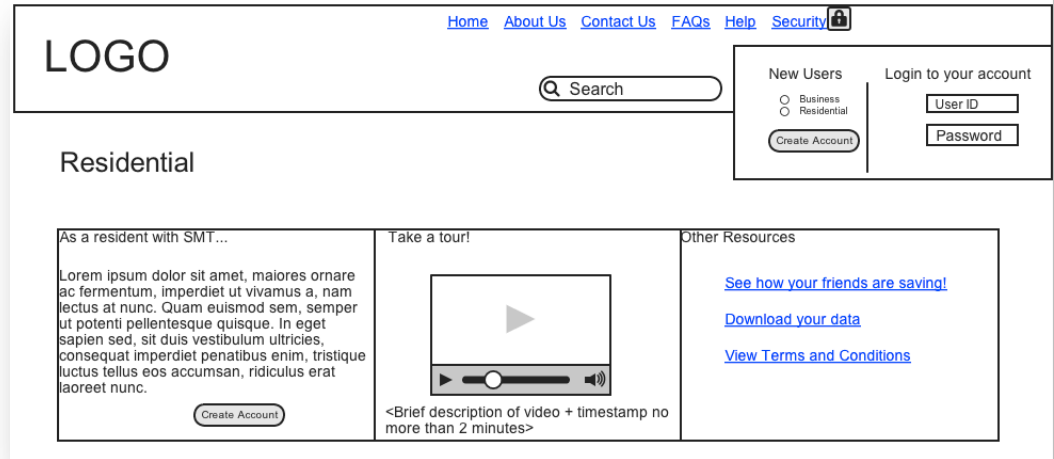 Home About Us Contact Us FAQs Help Security
LOGO
Search
New Users
Business
Residential
Create Account
Login to your account
User ID
Password
Residential
As a resident with SMT...
Lorem ipsum dolor sit amet, maiores ornare
ac fermentum, imperdiet ut vivamus a, nam
lectus at nunc. Quam euismod sem, semper
ut potenti pellentesque quisque. In eget
sapien sed, sit duis vestibulum ultricies,
consequat imperdiet penatibus enim, tristique
luctus tellus eos accumsan, ridiculus erat
laoreet nunc.
Create Account
Take a tour!
<Brief description of video + timestamp no
more than 2 minutes>
Other Resources
See how your friends are saving!
Download your data
View Terms and Conditions